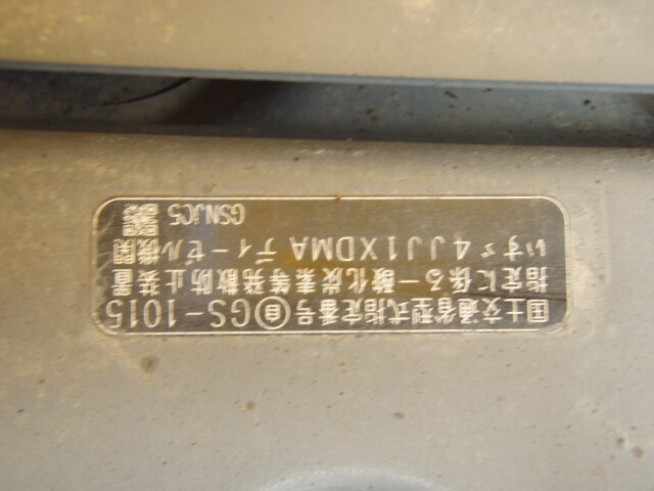 国土交通省型式指定番号㊐GS-1015
指定に係る一酸化炭素等発散防止装置
いすゞ4JJ1XDMA ディーゼル機関
GSNJC5